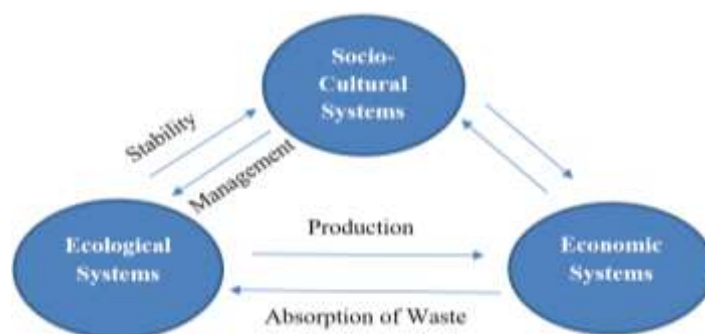 Socio-
Cultural
Systems
Stability
Management
Ecological
Systems
Production
Economic
Systems
Absorption of Waste